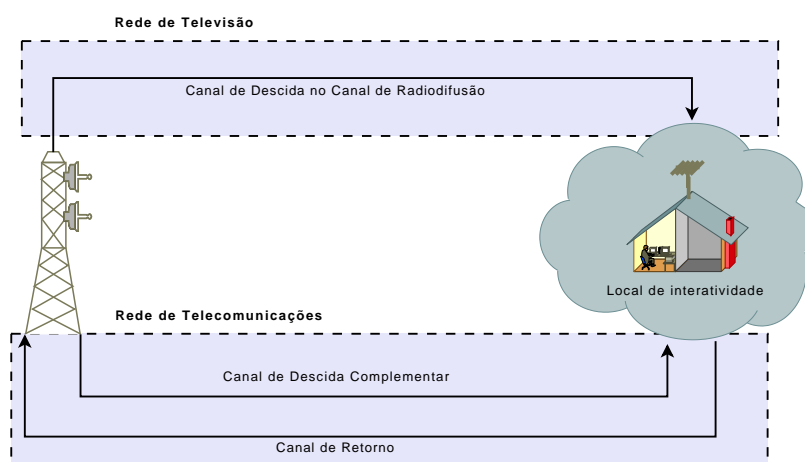 Rede de Televisão
Canal de Descida no Canal de Radiodifusão
Local de interatividade
Rede de Telecomunicações
Canal de Descida Complementar
Canal de Retorno